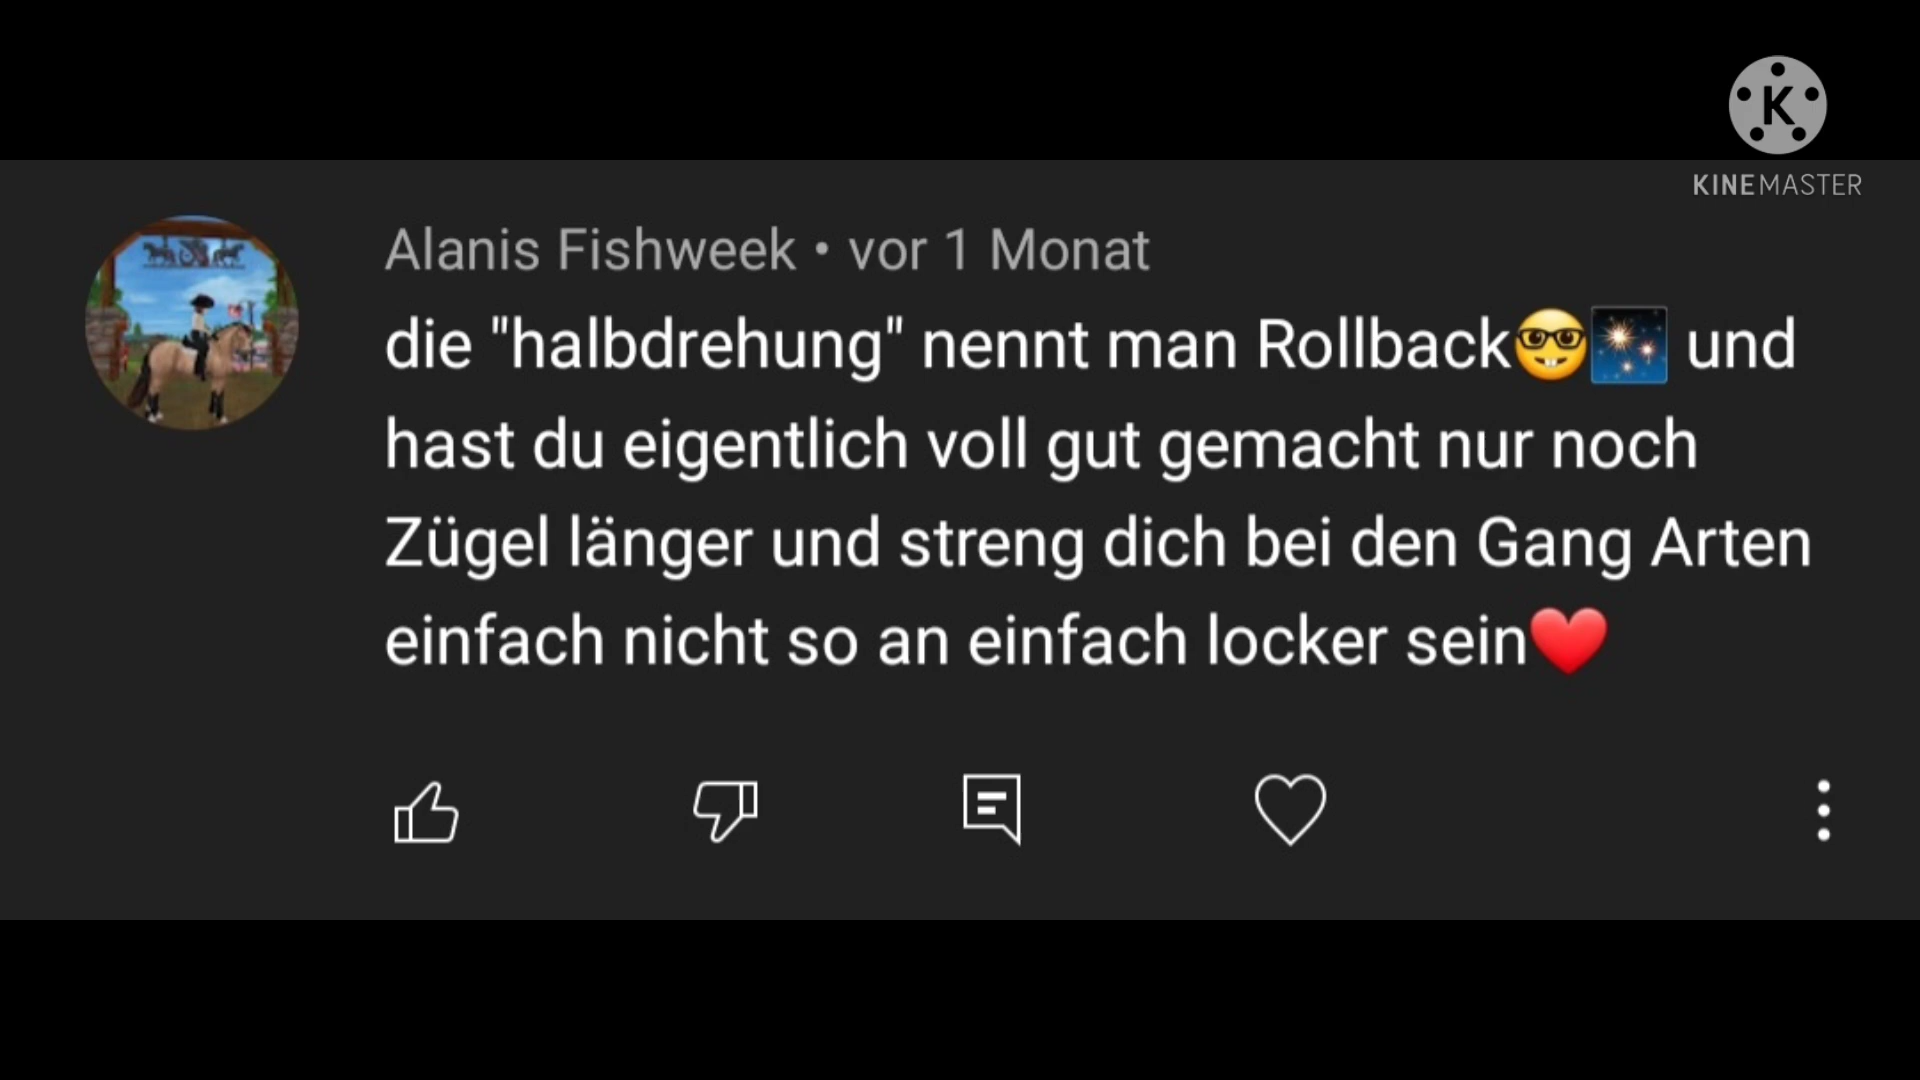 K
KINEMASTER
Alanis Fishweek • vor 1 Monat
die "halbdrehung" nennt man Rollback🤓🎇 und
hast du eigentlich voll gut gemacht nur noch
Zügel länger und streng dich bei den Gang Arten
einfach nicht so an einfach locker sein❤️